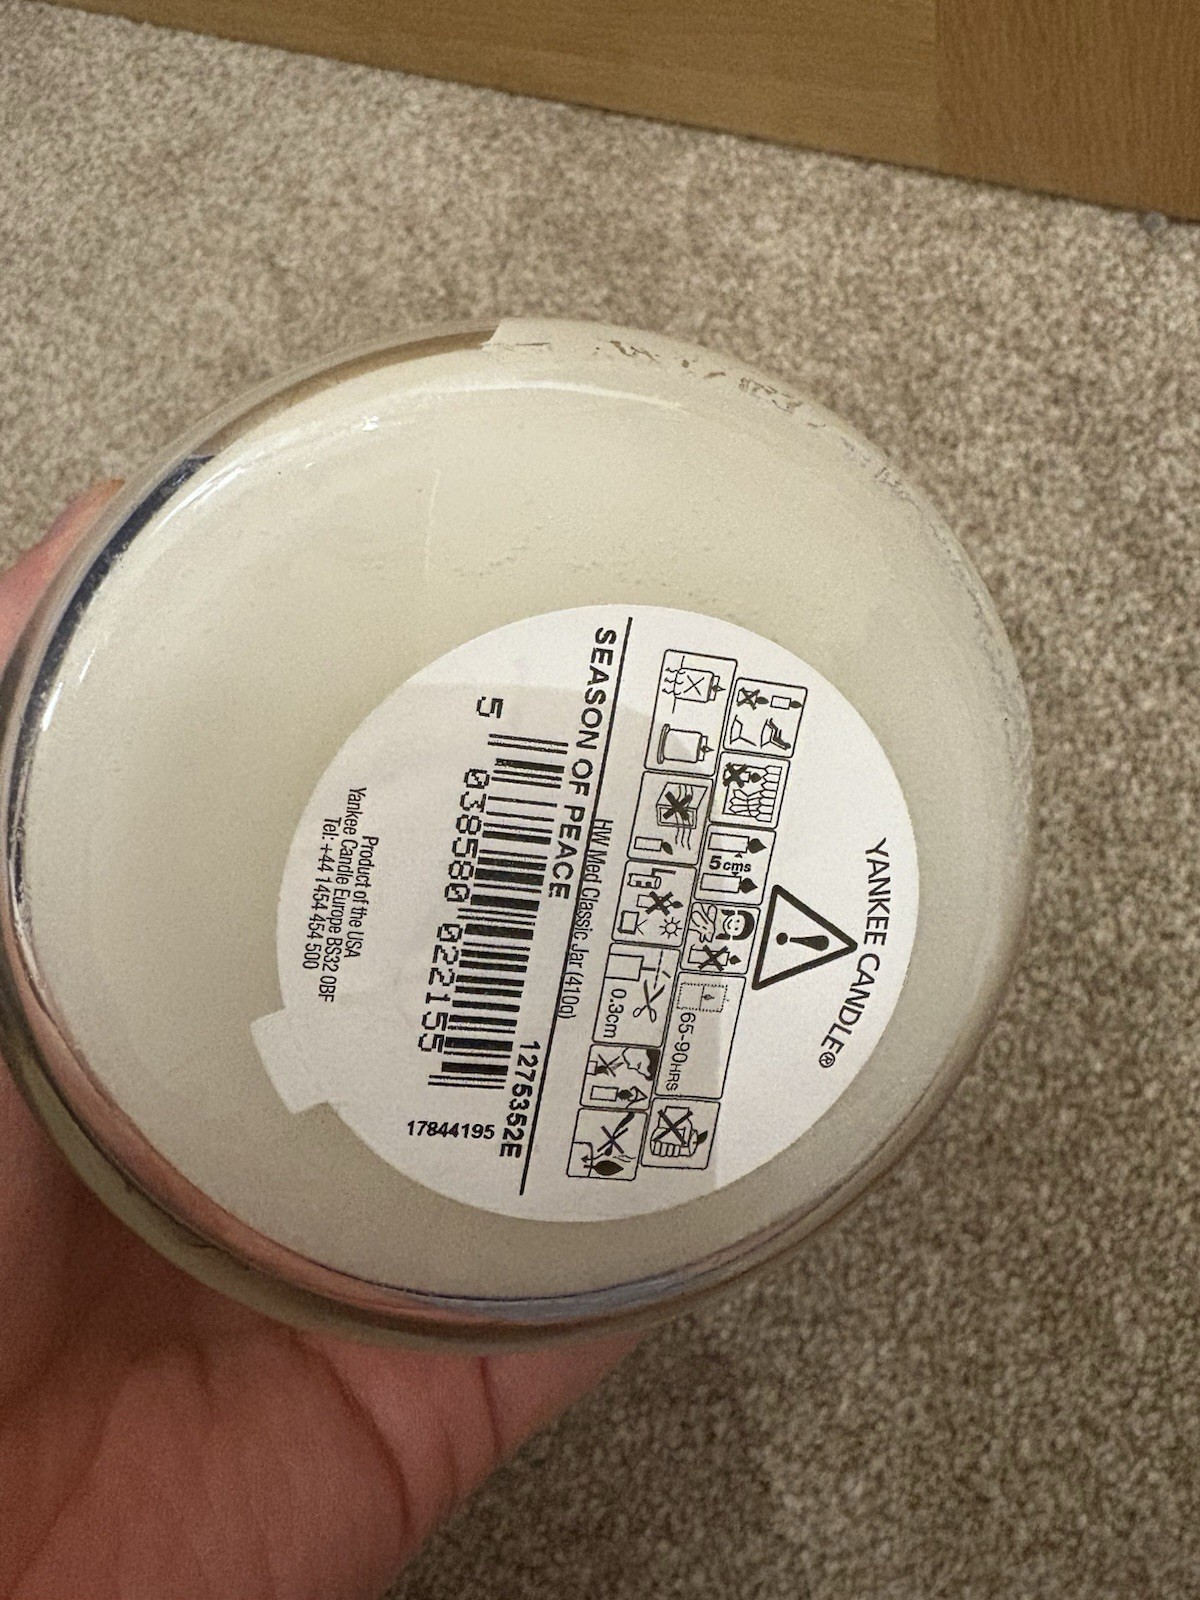 YANKEE CANDLE®
5cms
65-90HRS
0.3cm
HW Med Classic Jar (410g)
SEASON OF PEACE
1275352E
5 038580 022155
17844195
Product of the USA
Yankee Candle Europe BS32 0BF
Tel: +44 1454 454 500